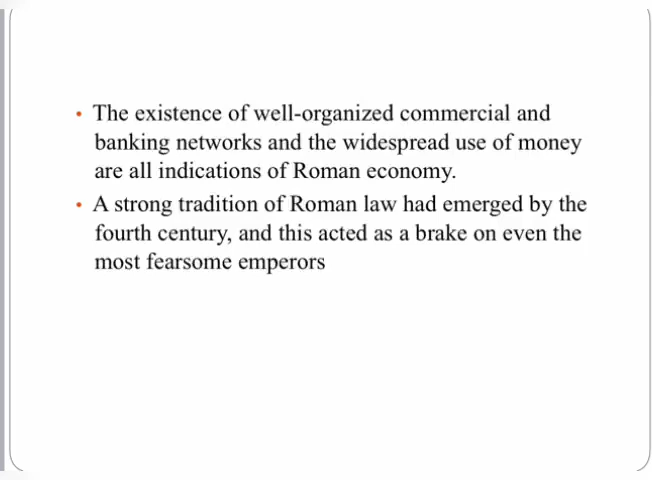 • The existence of well-organized commercial and
banking networks and the widespread use of money
are all indications of Roman economy.
• A strong tradition of Roman law had emerged by the
fourth century, and this acted as a brake on even the
most fearsome emperors